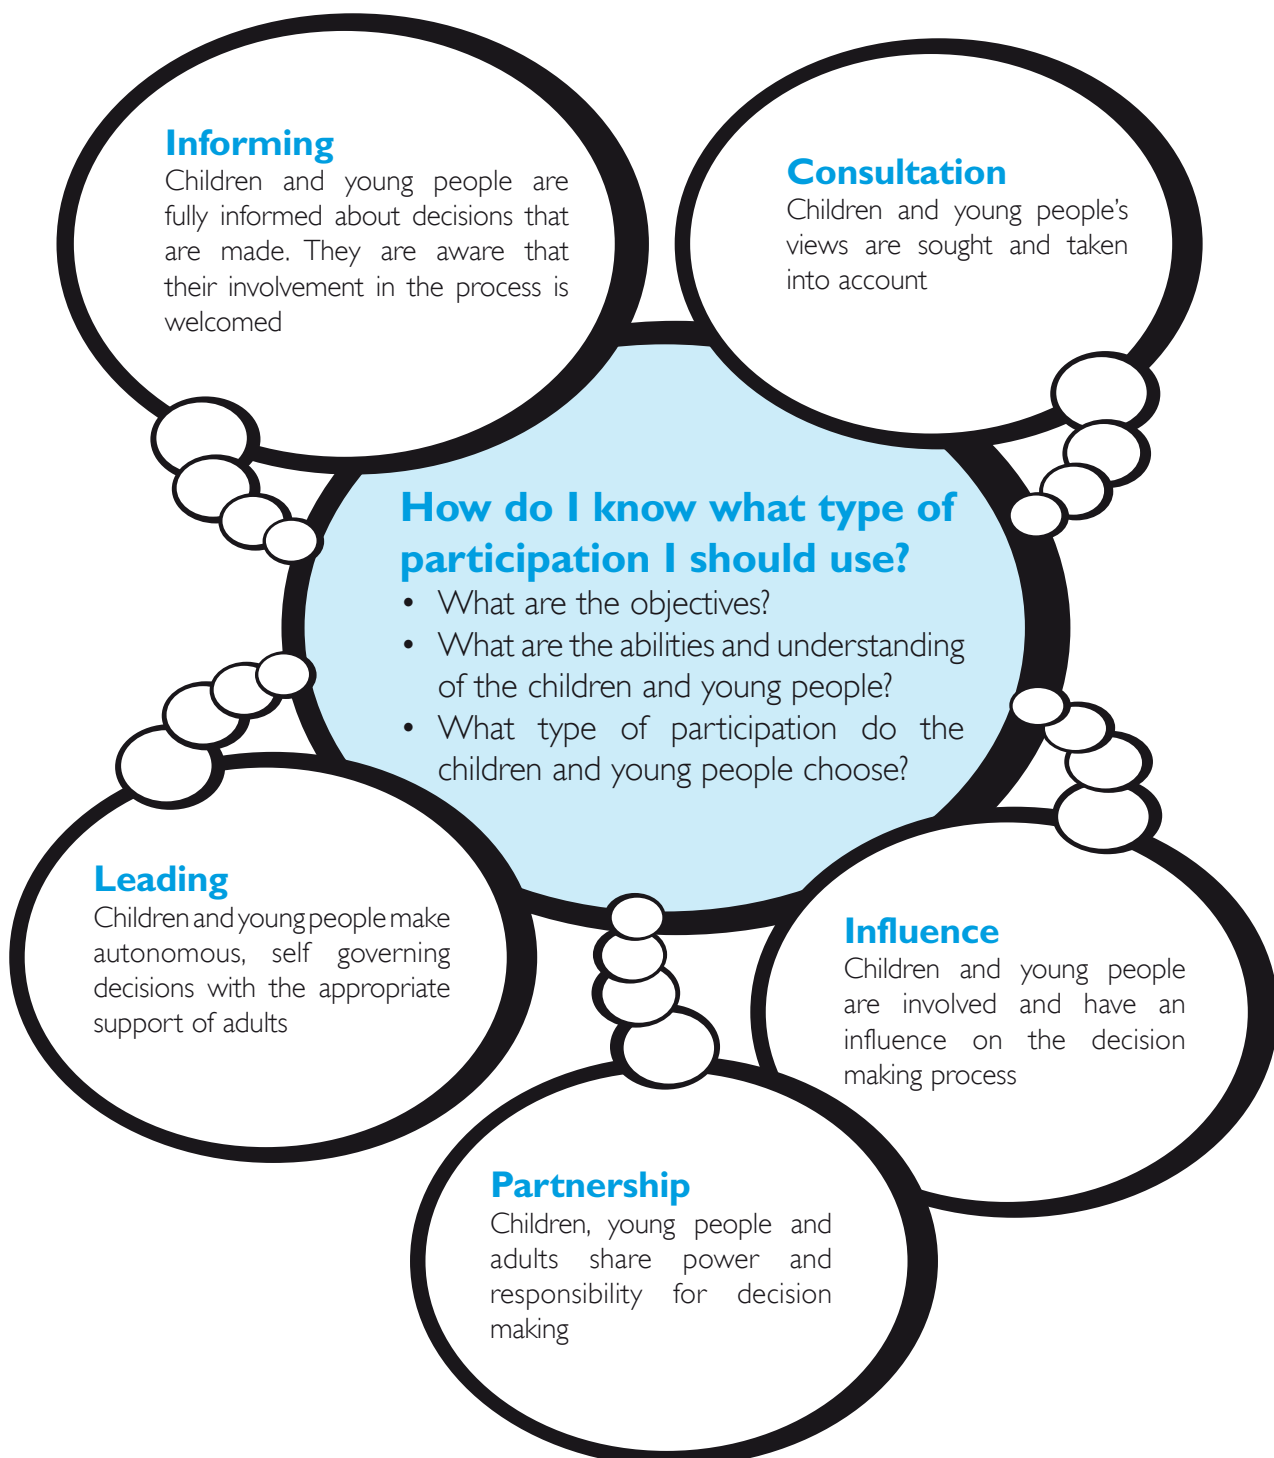 Informing
Children and young people are
fully informed about decisions that
are made. They are aware that
their involvement in the process is
welcomed
Consultation
Children and young people’s
views are sought and taken
into account
How do I know what type of
participation I should use?
• What are the objectives?
• What are the abilities and understanding
of the children and young people?
• What type of participation do the
children and young people choose?
Leading
Children and young people make
autonomous, self governing
decisions with the appropriate
support of adults
Influence
Children and young people
are involved and have an
influence on the decision
making process
Partnership
Children, young people and
adults share power and
responsibility for decision
making